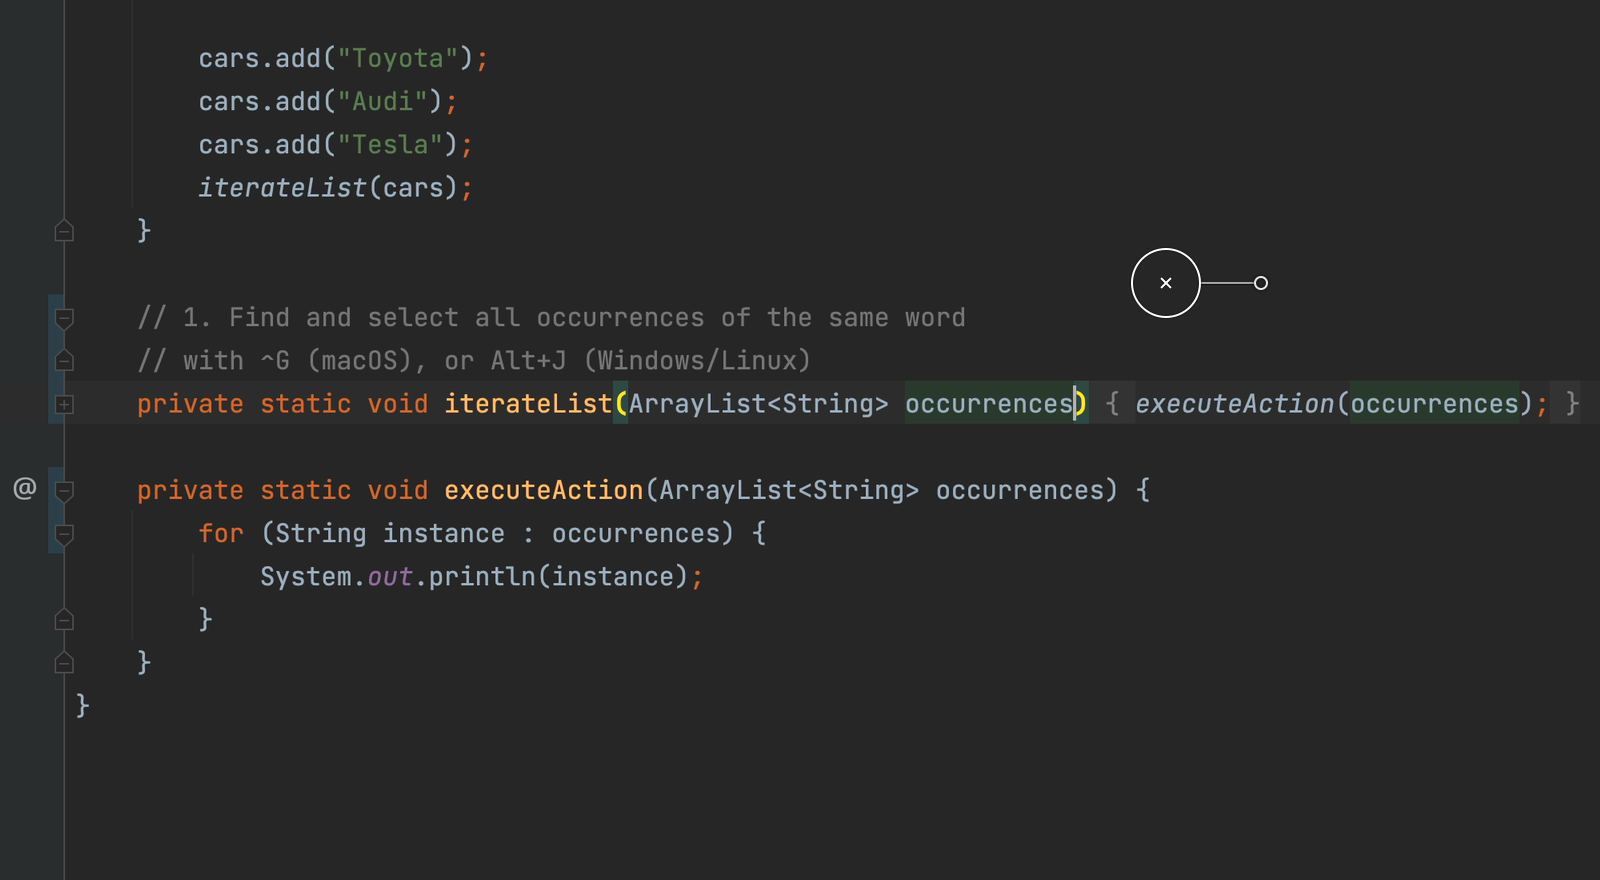 cars.add("Toyota");
cars.add("Audi");
cars.add("Tesla");
iterateList(cars);
}
// 1. Find and select all occurrences of the same word
// with ^G (macOS), or Alt+J (Windows/Linux)
private static void iterateList(ArrayList<String> occurrences) { executeAction(occurrences); }
@ private static void executeAction(ArrayList<String> occurrences) {
for (String instance : occurrences) {
System.out.println(instance);
}
}
}